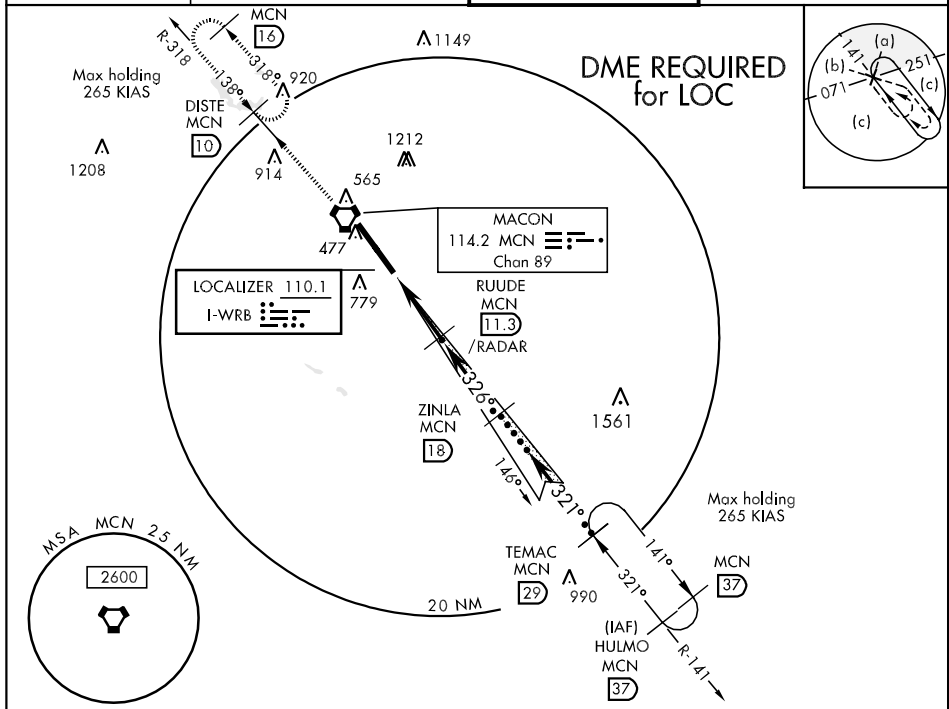 MCN
16
R-318
318°
138°
1149
Max holding
265 KIAS
920
DISTE
MCN
10
1208
914
1212
565
477
DME REQUIRED
for LOC
141
(a)
(b)
251
071
(c)
(c)
MACON
114.2 MCN
Chan 89
LOCALIZER 110.1
I-WRB
779
RUUDE
MCN
11.3
/RADAR
326°
ZINLA
MCN
18
1561
146°
321°
Max holding
265 KIAS
MSA MCN 25 NM
2600
TEMAC
MCN
29
990
141°
321°
MCN
37
20 NM
(IAF)
HULMO
MCN
37
R-141